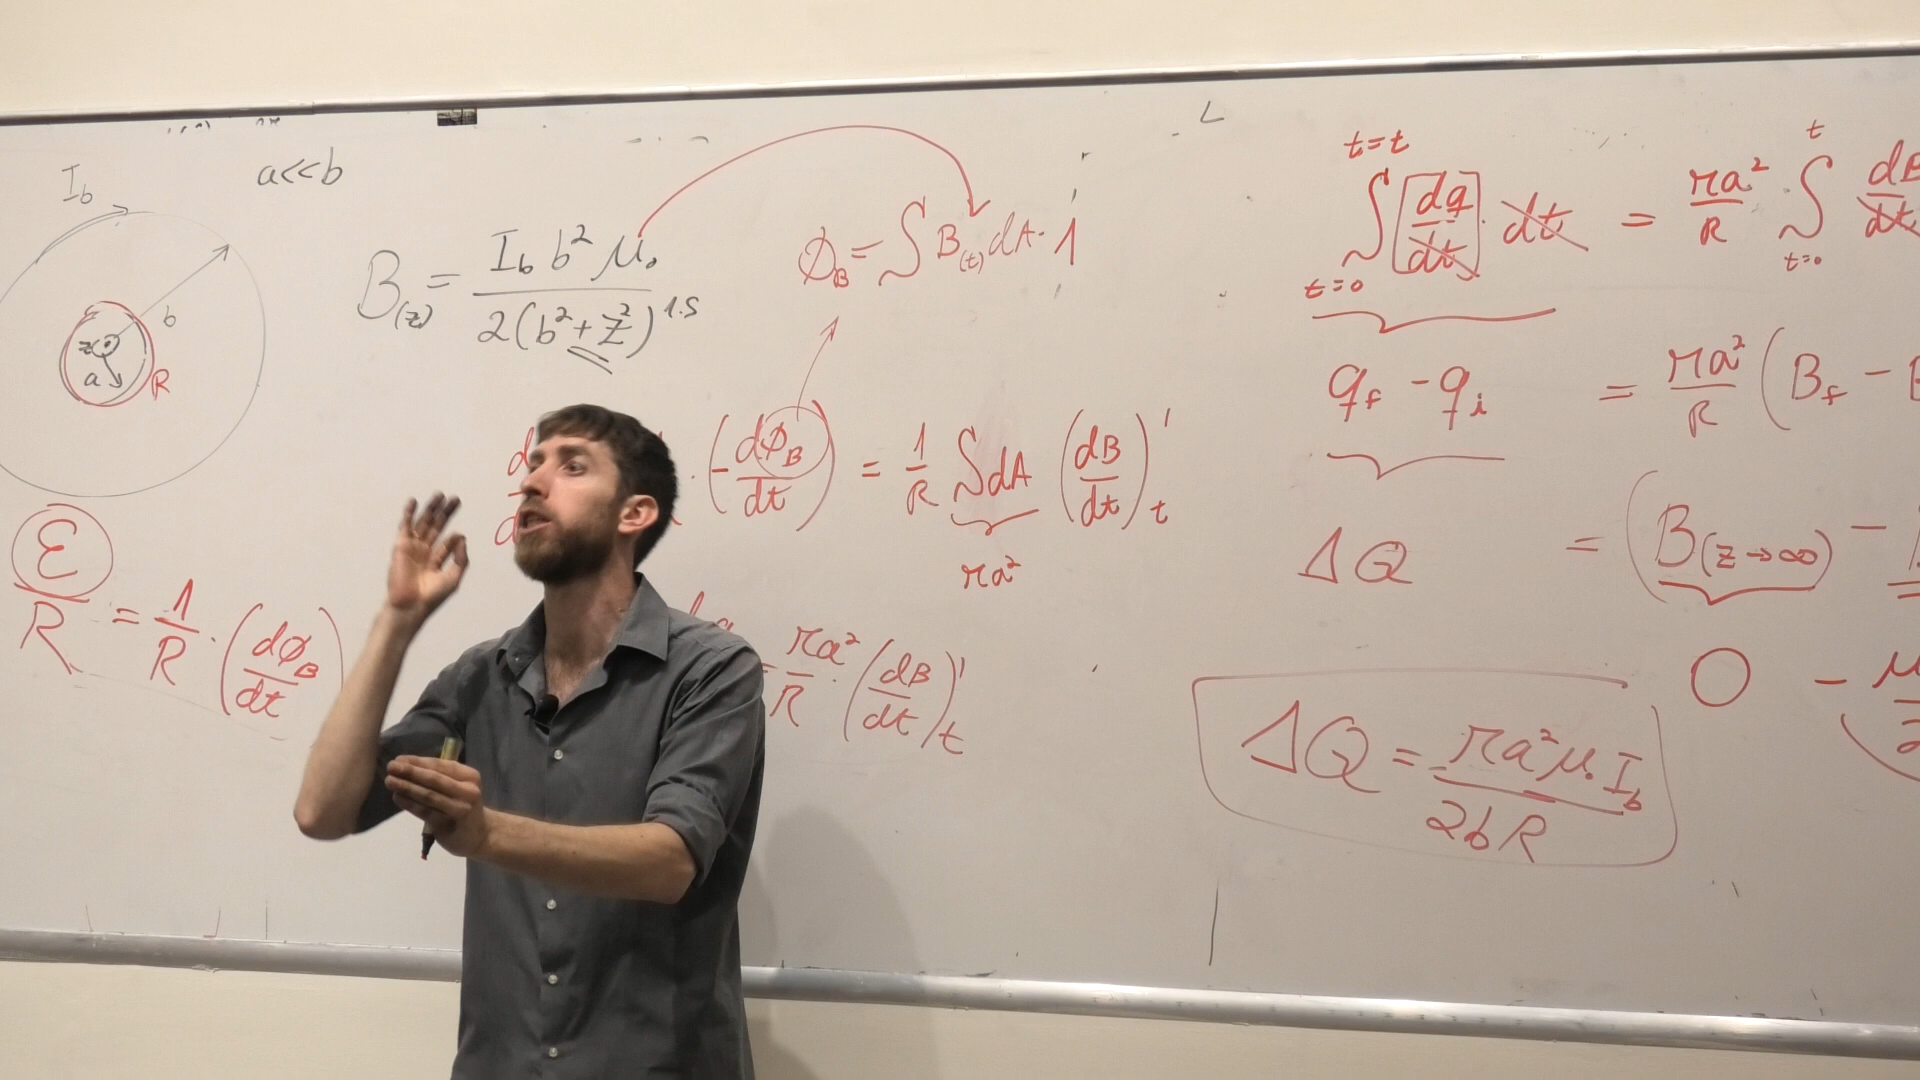 I_b
a<<b
b
z
a
R
B_(z) = I_b b² μ₀ / 2(b²+z²)^1.5
Φ_B = ∫ B_(t) dA · 1
· (-dΦ_B/dt) = 1/R ∫dA (dB/dt)'_t
πa²
ε/R = 1/R · (dΦ_B/dt
= πa²/R · (dB/dt)'_t
t=t
∫ [dq/dt] · dt = πa²/R · ∫ dB/dt
t=0
t
t=0
q_f - q_i = πa²/R (B_f -
ΔQ = (B_(z→∞) -
0 -
ΔQ = πa²μ₀ I_b / 2bR